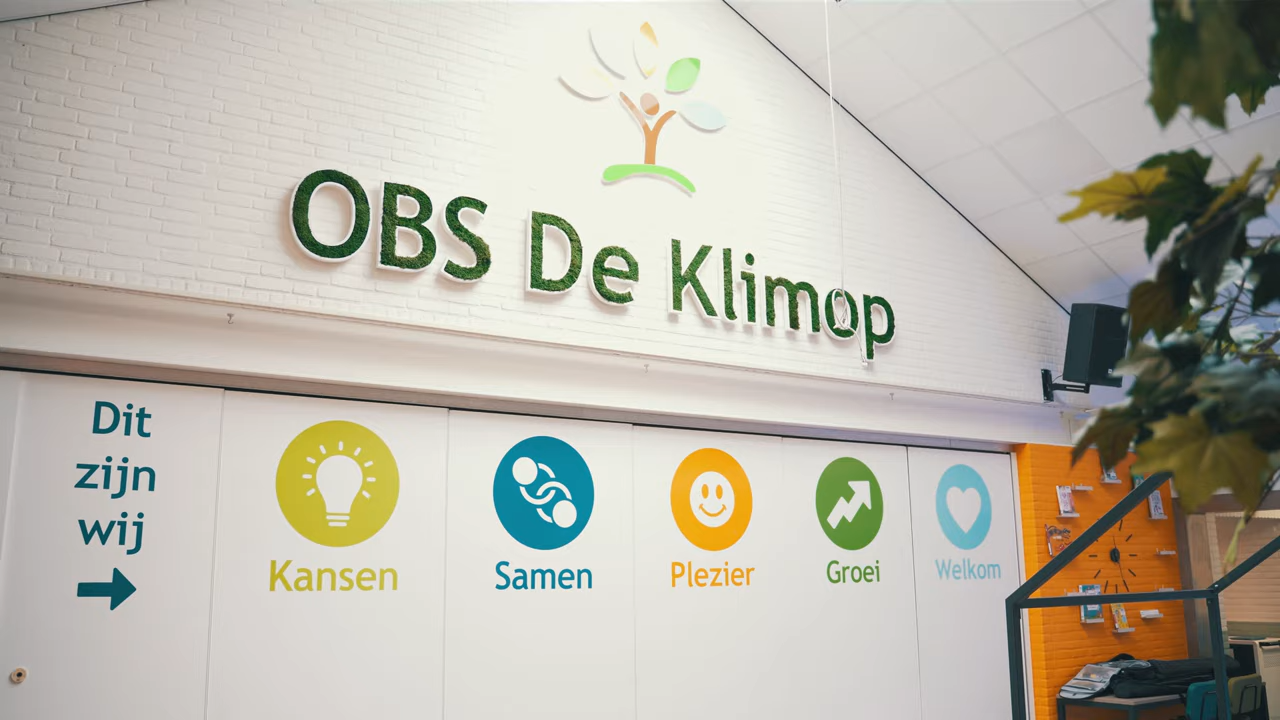 OBS De Klimop
Dit
zijn
wij
Kansen
Samen
Plezier
Groei
Welkom